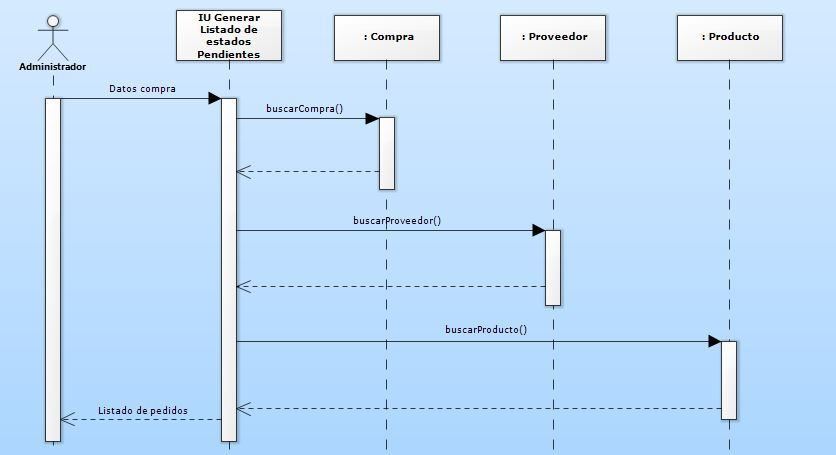 IU Generar
Listado de
estados
Pendientes
: Compra
: Proveedor
: Producto
Administrador
Datos compra
buscarCompra()
buscarProveedor()
buscarProducto()
Listado de pedidos